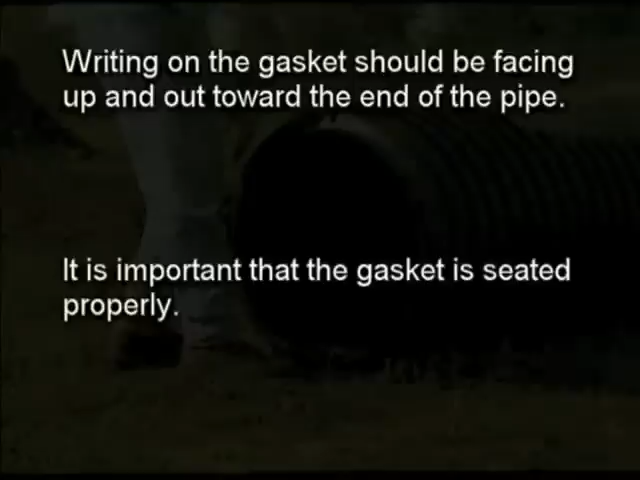 Writing on the gasket should be facing
up and out toward the end of the pipe.
It is important that the gasket is seated
properly.